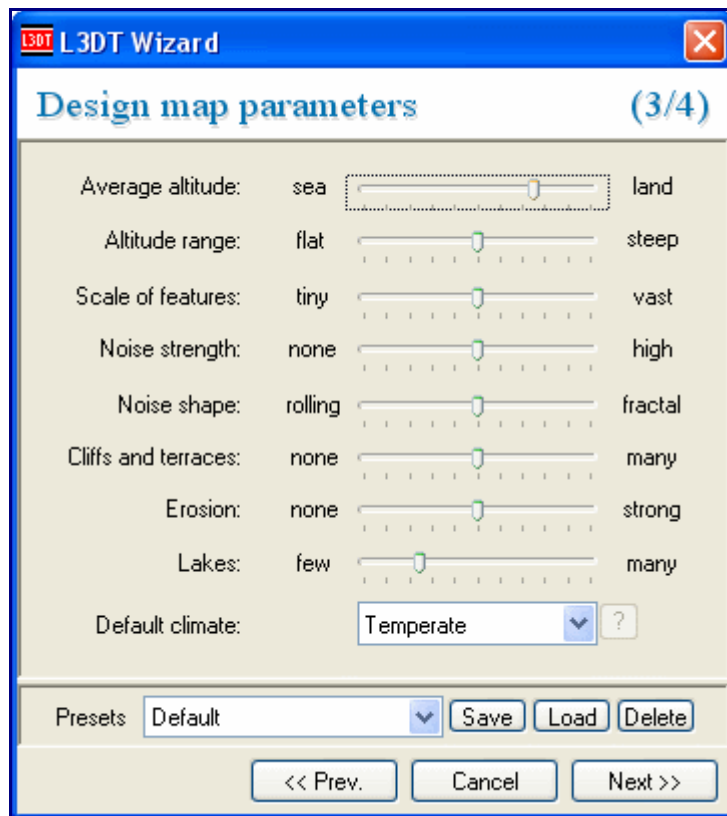 L3DT L3DT Wizard
Design map parameters (3/4)
Average altitude: sea land
Altitude range: flat steep
Scale of features: tiny vast
Noise strength: none high
Noise shape: rolling fractal
Cliffs and terraces: none many
Erosion: none strong
Lakes: few many
Default climate: Temperate ?
Presets Default Save Load Delete
<< Prev. Cancel Next >>